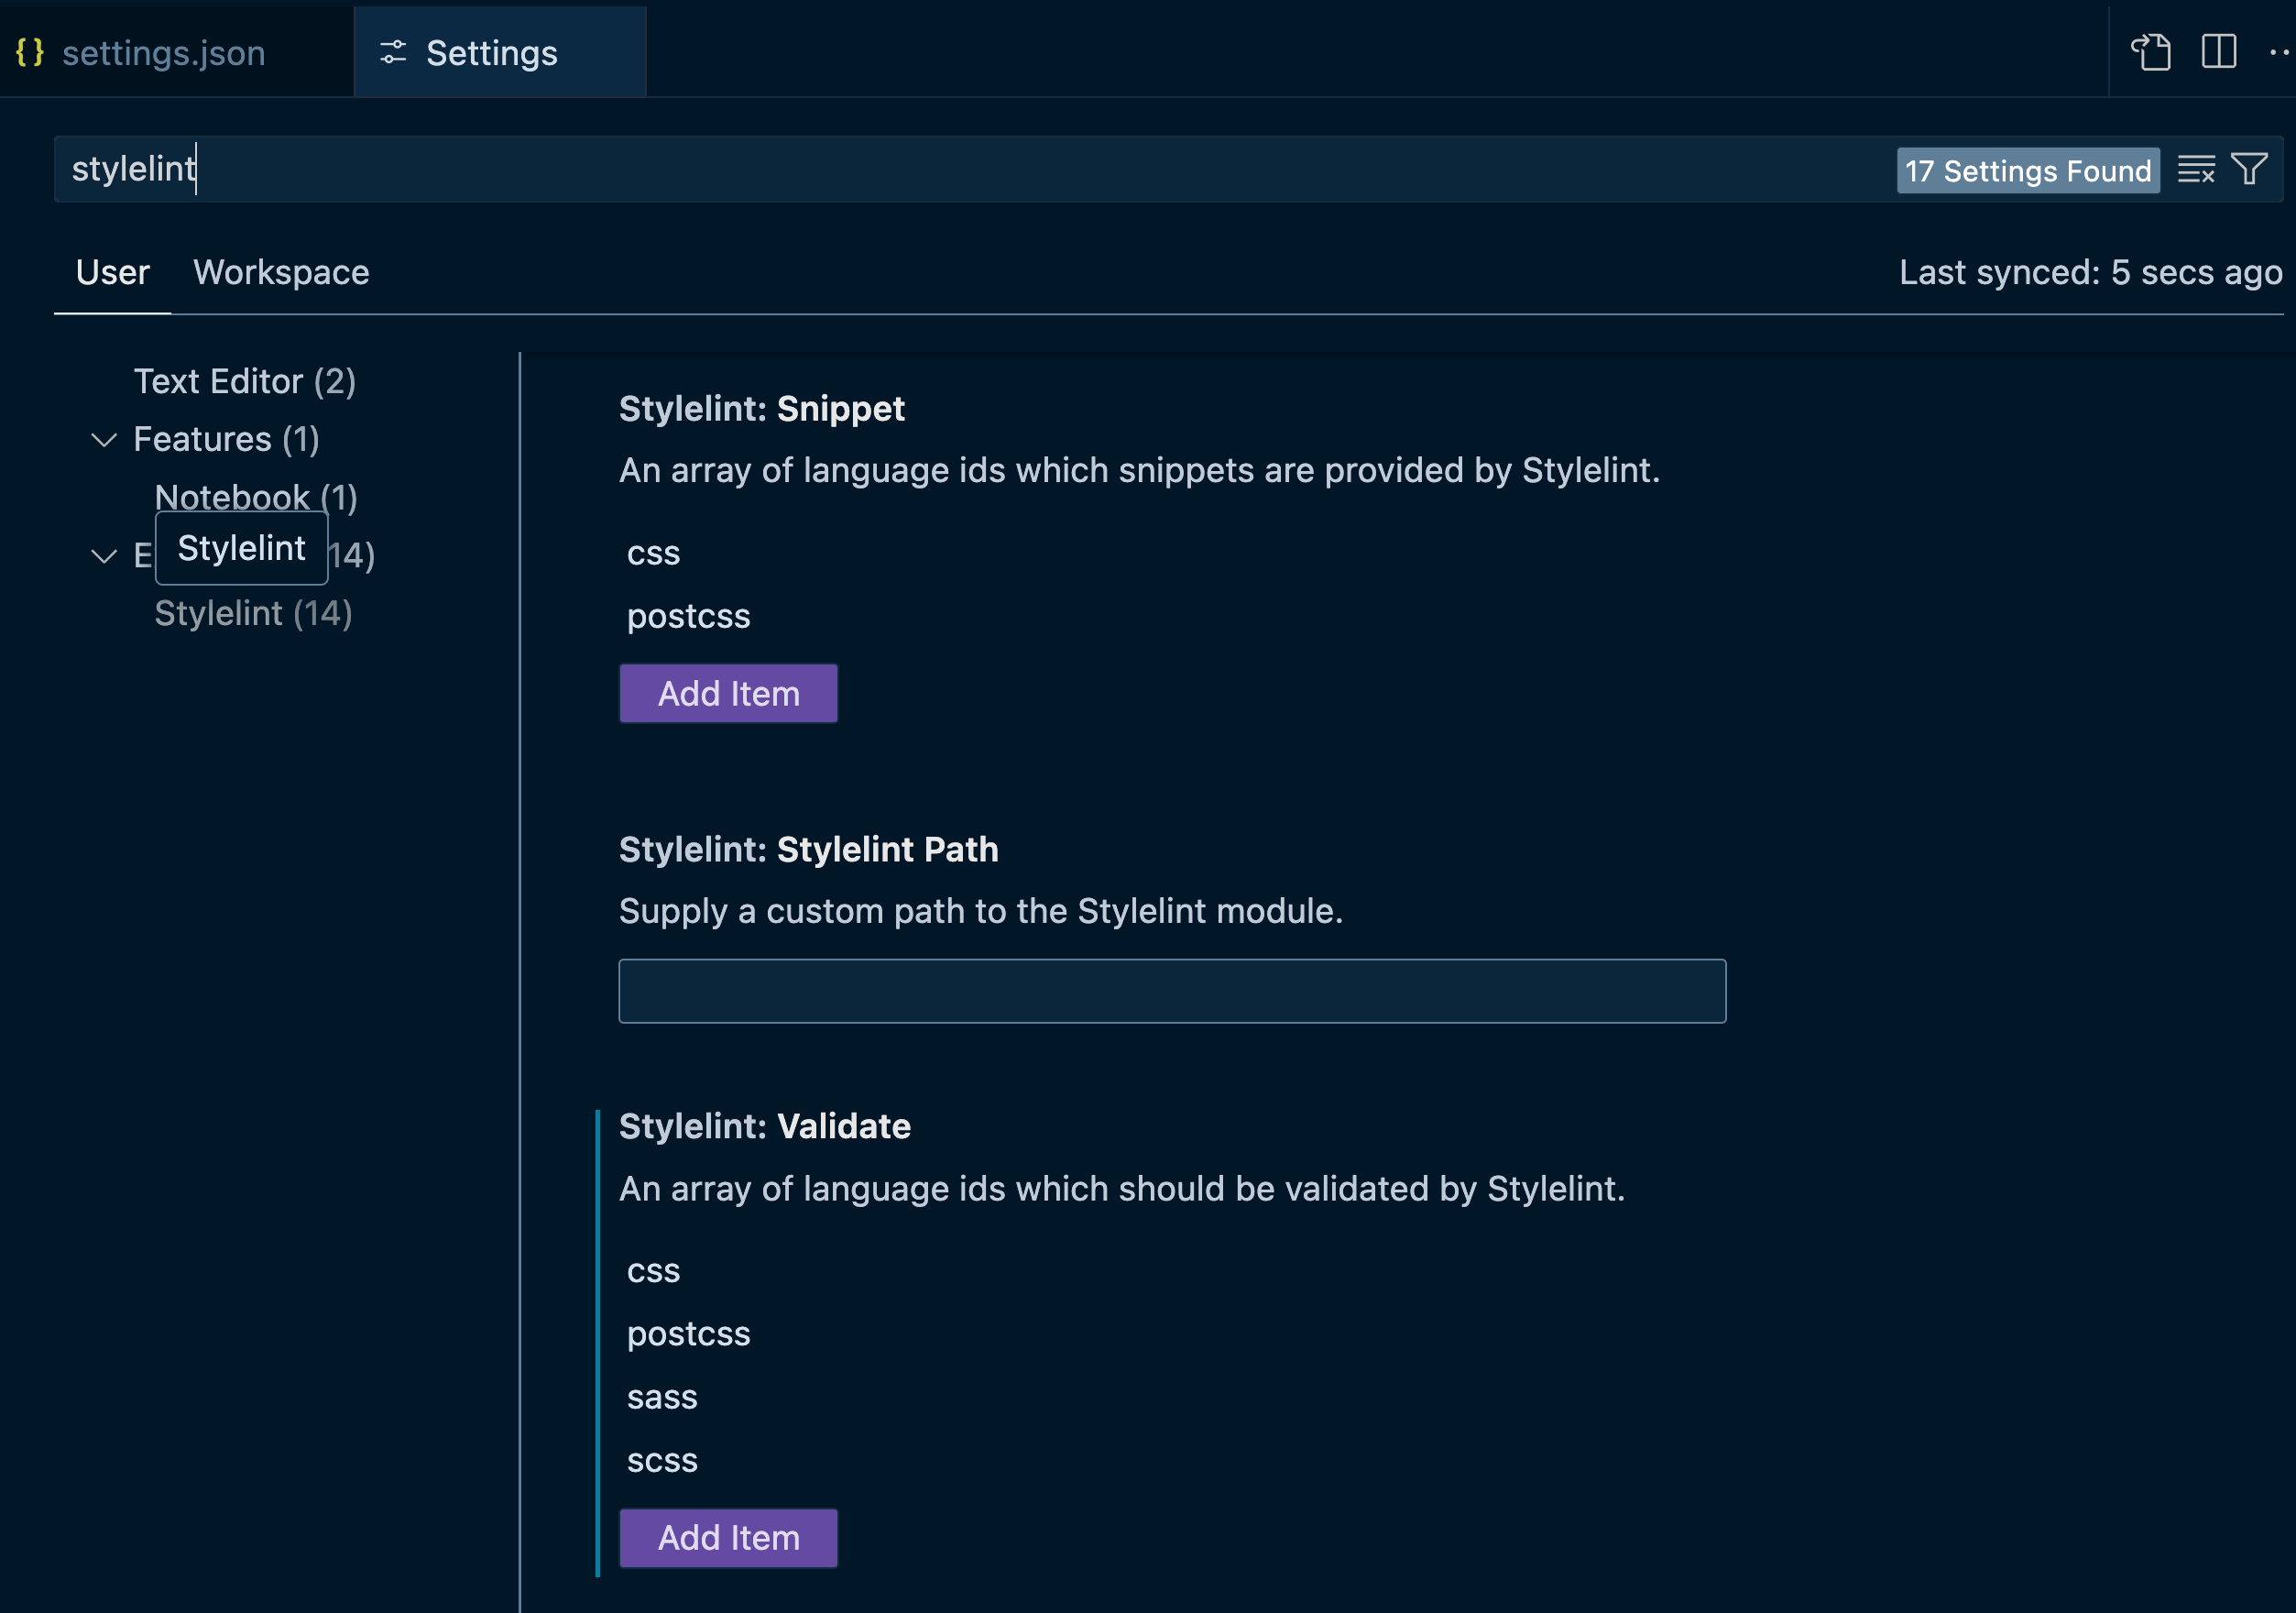 {} settings.json
Settings
stylelint
17 Settings Found
User
Workspace
Last synced: 5 secs ago
Text Editor (2)
Features (1)
Notebook (1)
E
14)
Stylelint
Stylelint (14)
Stylelint: Snippet
An array of language ids which snippets are provided by Stylelint.
css
postcss
Add Item
Stylelint: Stylelint Path
Supply a custom path to the Stylelint module.
Stylelint: Validate
An array of language ids which should be validated by Stylelint.
css
postcss
sass
scss
Add Item